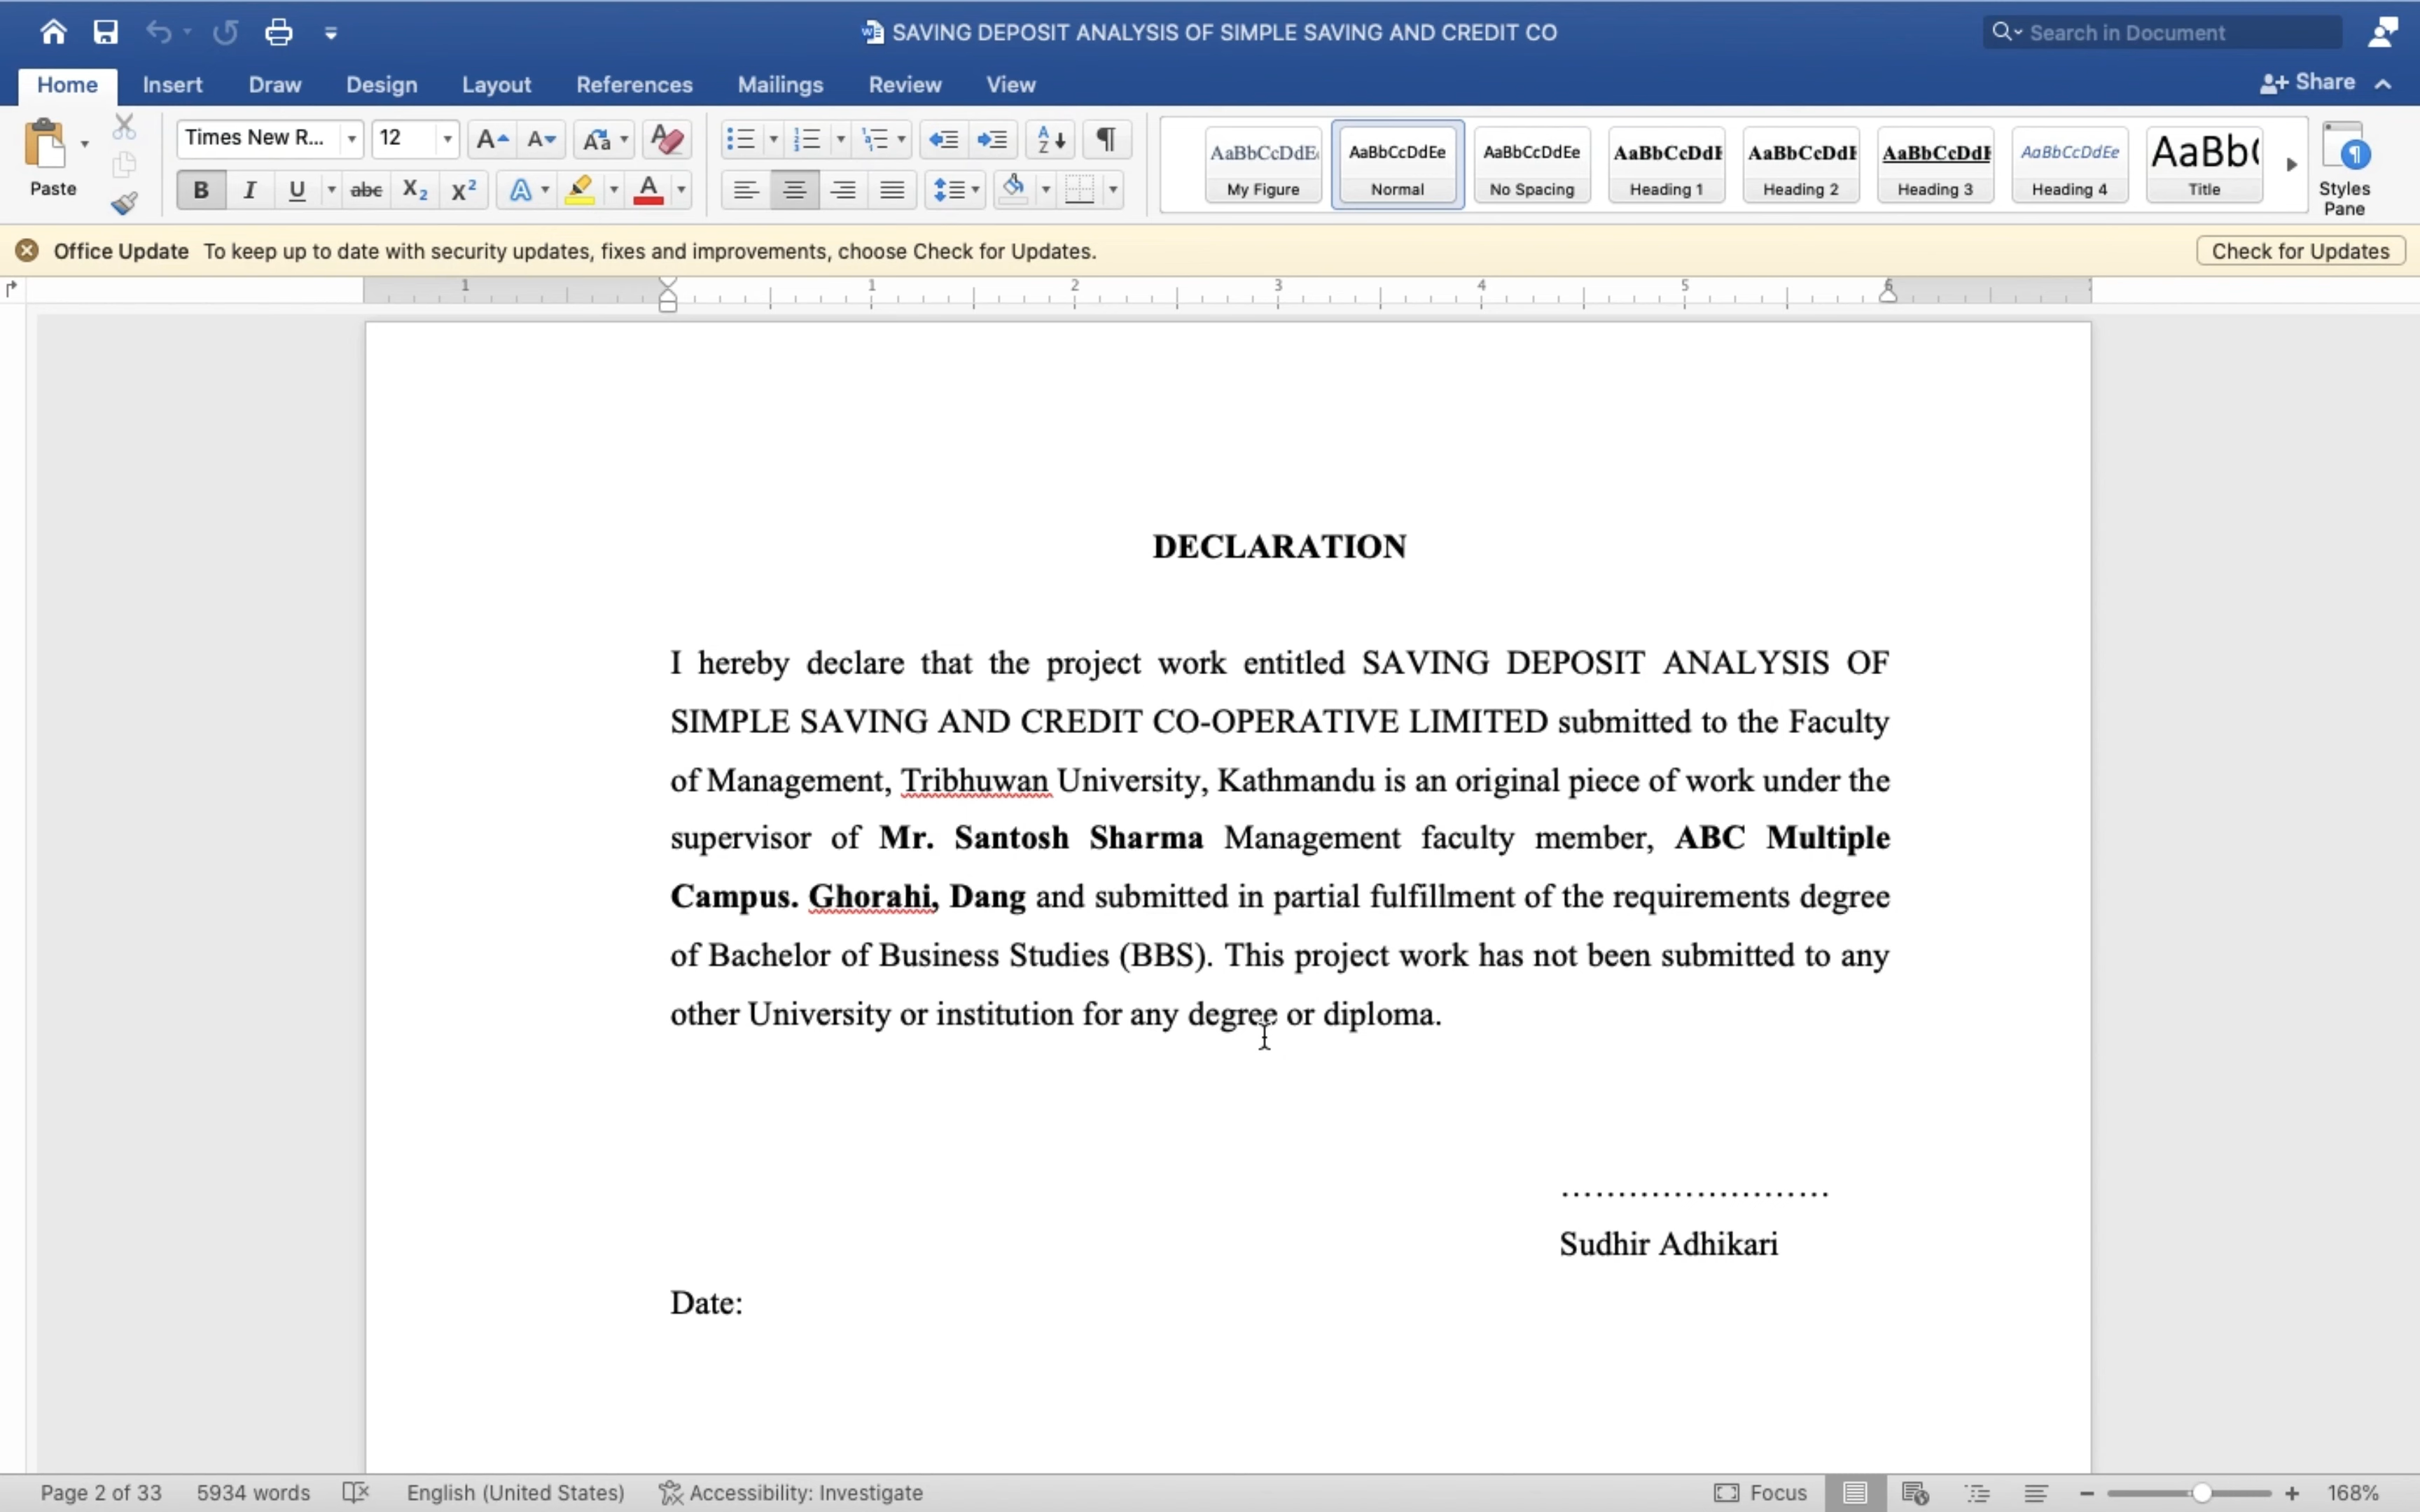 SAVING DEPOSIT ANALYSIS OF SIMPLE SAVING AND CREDIT CO
Search in Document
Home Insert Draw Design Layout References Mailings Review View Share
Paste
Times New R... 12
AaBbCcDdEe AaBbCcDdEe AaBbCcDdEe AaBbCcDdE AaBbCcDdE AaBbCcDdE AaBbCcDdEe AaBb(
My Figure Normal No Spacing Heading 1 Heading 2 Heading 3 Heading 4 Title
Styles
Pane
Office Update To keep up to date with security updates, fixes and improvements, choose Check for Updates. Check for Updates
1 1 2 3 4 5 6
DECLARATION
I hereby declare that the project work entitled SAVING DEPOSIT ANALYSIS OF
SIMPLE SAVING AND CREDIT CO-OPERATIVE LIMITED submitted to the Faculty
of Management, Tribhuwan University, Kathmandu is an original piece of work under the
supervisor of Mr. Santosh Sharma Management faculty member, ABC Multiple
Campus. Ghorahi, Dang and submitted in partial fulfillment of the requirements degree
of Bachelor of Business Studies (BBS). This project work has not been submitted to any
other University or institution for any degree or diploma.
........................
Sudhir Adhikari
Date:
Page 2 of 33 5934 words English (United States) Accessibility: Investigate Focus 168%